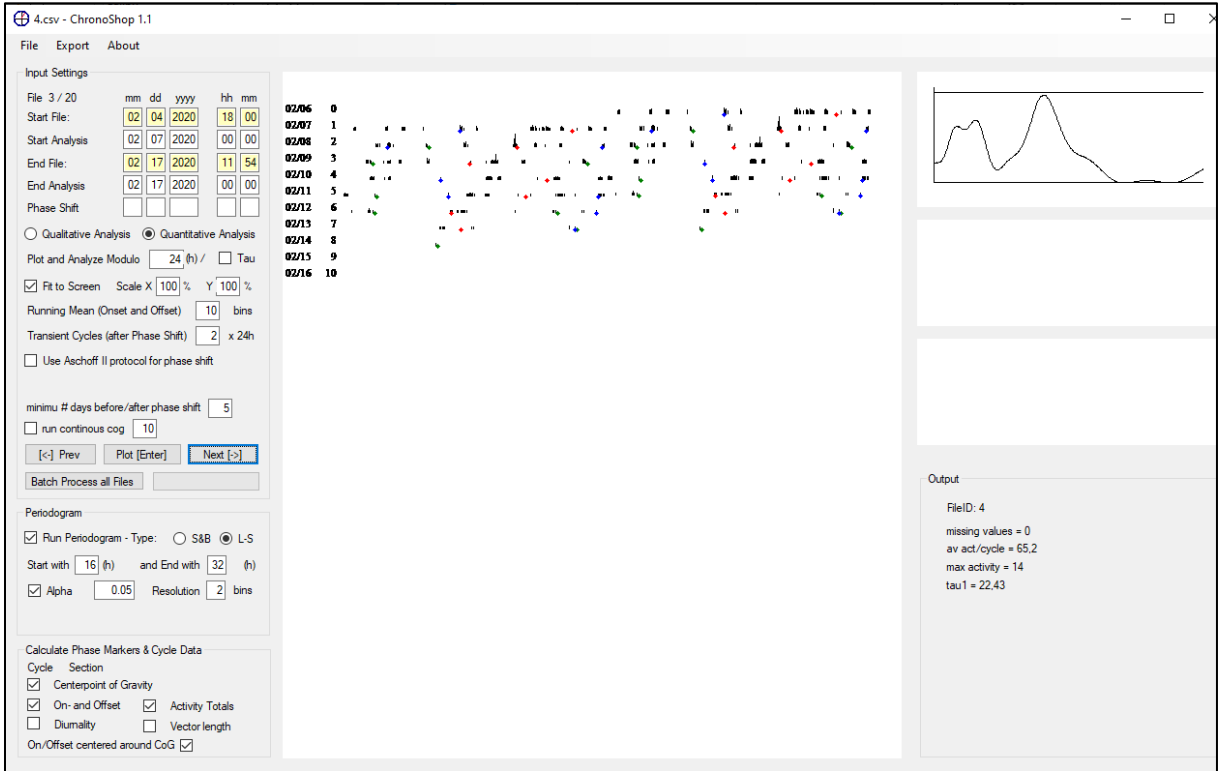 4.csv - ChronoShop 1.1
File Export About
Input Settings
File 3 / 20 mm dd yyyy hh mm
Start File: 02 04 2020 18 00
Start Analysis 02 07 2020 00 00
End File: 02 17 2020 11 54
End Analysis 02 17 2020 00 00
Phase Shift
Qualitative Analysis Quantitative Analysis
Plot and Analyze Modulo 24 (h) / Tau
Fit to Screen Scale X 100 % Y 100 %
Running Mean (Onset and Offset) 10 bins
Transient Cycles (after Phase Shift) 2 x 24h
Use Aschoff II protocol for phase shift
minimu # days before/after phase shift 5
run continous cog 10
[<-] Prev Plot [Enter] Next [->]
Batch Process all Files
Periodogram
Run Periodogram - Type: S&B L-S
Start with 16 (h) and End with 32 (h)
Alpha 0.05 Resolution 2 bins
Calculate Phase Markers & Cycle Data
Cycle Section
Centerpoint of Gravity
On- and Offset Activity Totals
Diurnality Vector length
On/Offset centered around CoG
02/06 0
02/07 1
02/08 2
02/09 3
02/10 4
02/11 5
02/12 6
02/13 7
02/14 8
02/15 9
02/16 10
Output
FileID: 4
missing values = 0
av act/cycle = 65,2
max activity = 14
tau1 = 22,43